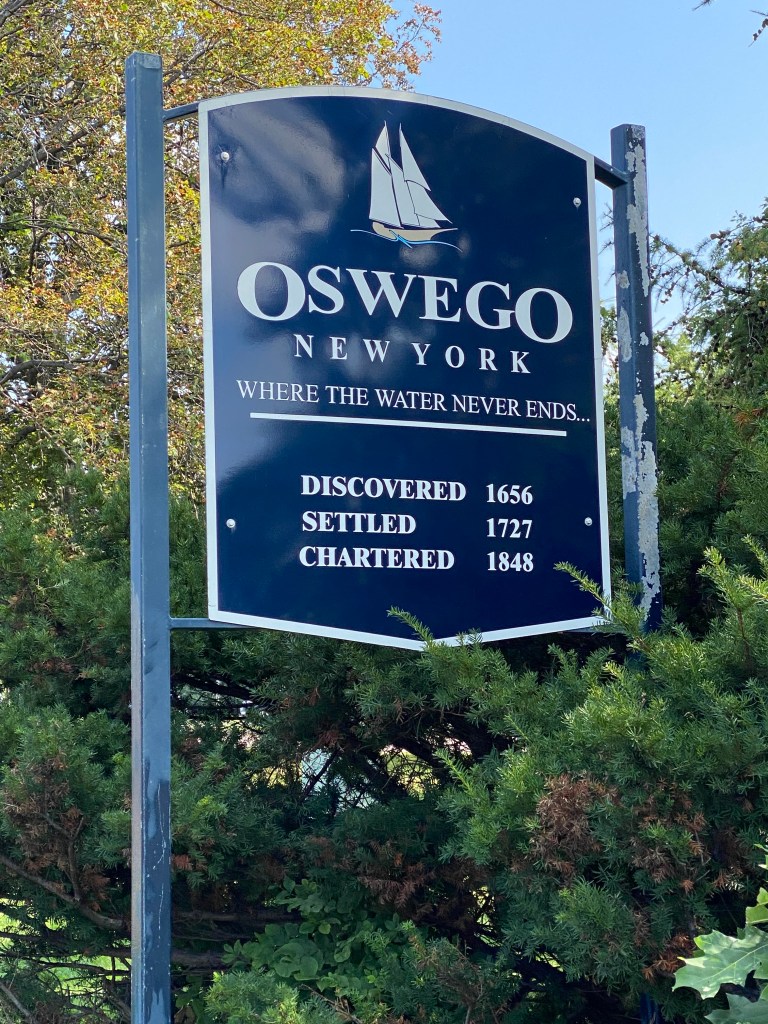 OSWEGO
NEW YORK
WHERE THE WATER NEVER ENDS...
DISCOVERED 1656
SETTLED 1727
CHARTERED 1848